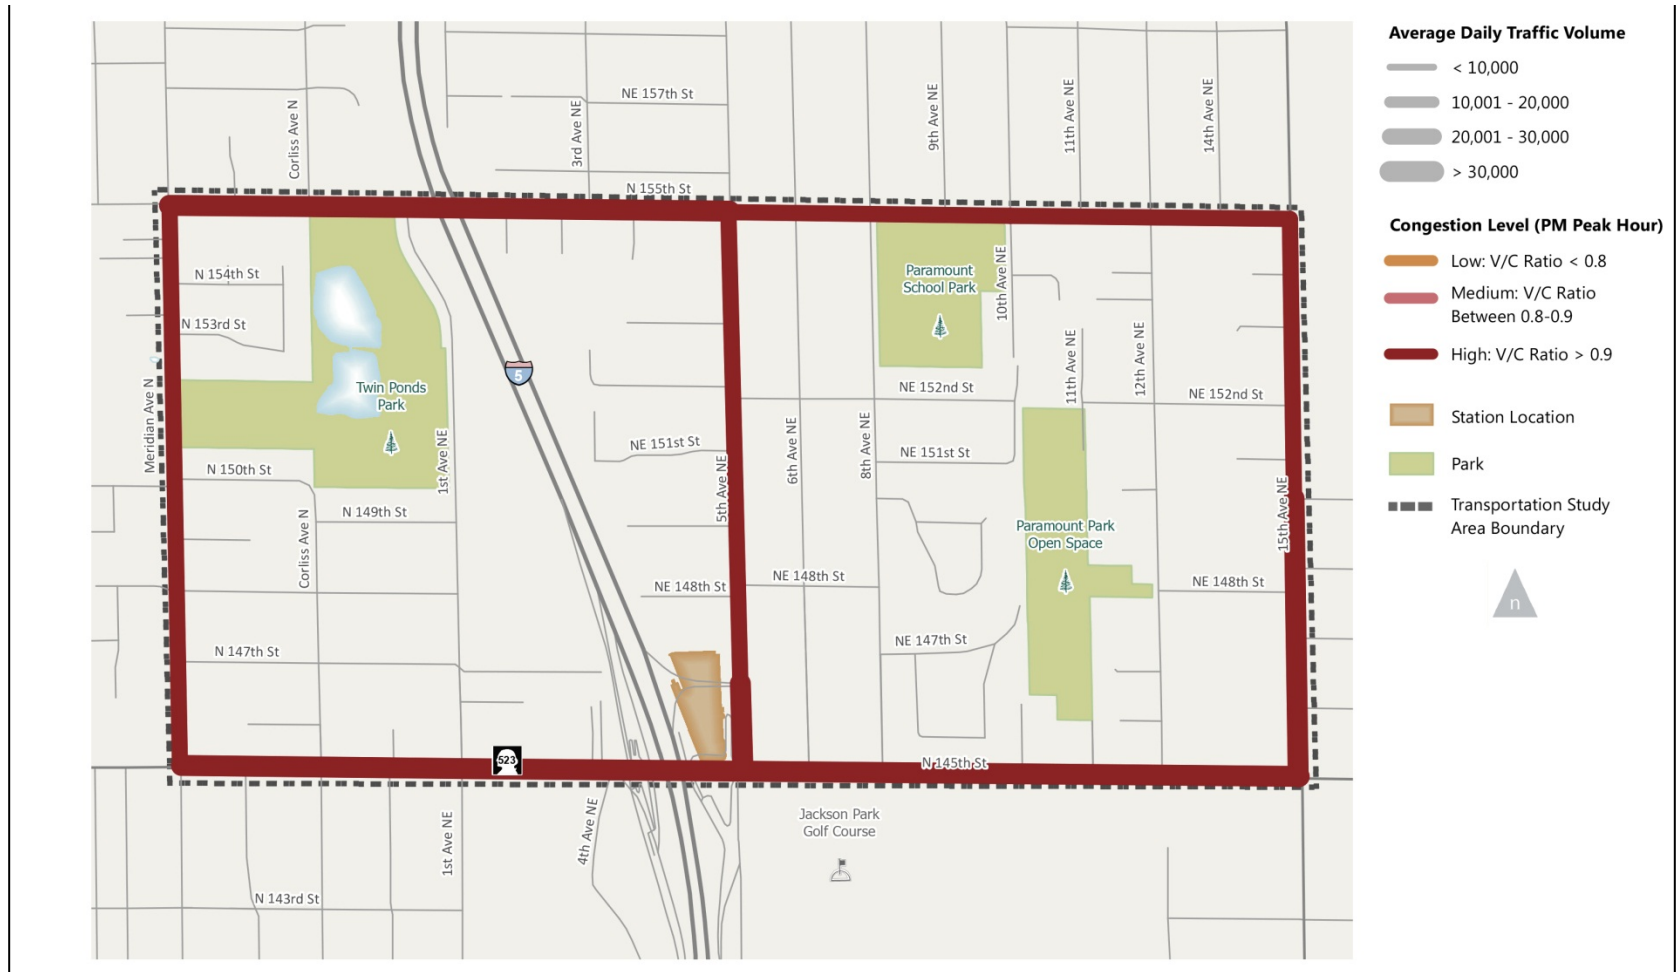 NE 157th St
Corliss Ave N
3rd Ave NE
9th Ave NE
11th Ave NE
14th Ave NE
N 155th St
N 154th St
N 153rd St
Paramount
School Park
10th Ave NE
5
Twin Ponds
Park
Meridian Ave N
1st Ave NE
N 150th St
N 149th St
Corliss Ave N
NE 151st St
5th Ave NE
6th Ave NE
8th Ave NE
NE 152nd St
NE 151st St
11th Ave NE
12th Ave NE
NE 152nd St
15th Ave NE
Paramount Park
Open Space
NE 148th St
NE 148th St
NE 148th St
N 147th St
NE 147th St
523
N 145th St
Jackson Park
Golf Course
1st Ave NE
4th Ave NE
N 143rd St
Average Daily Traffic Volume
< 10,000
10,001 - 20,000
20,001 - 30,000
> 30,000
Congestion Level (PM Peak Hour)
Low: V/C Ratio < 0.8
Medium: V/C Ratio
Between 0.8-0.9
High: V/C Ratio > 0.9
Station Location
Park
Transportation Study
Area Boundary
n